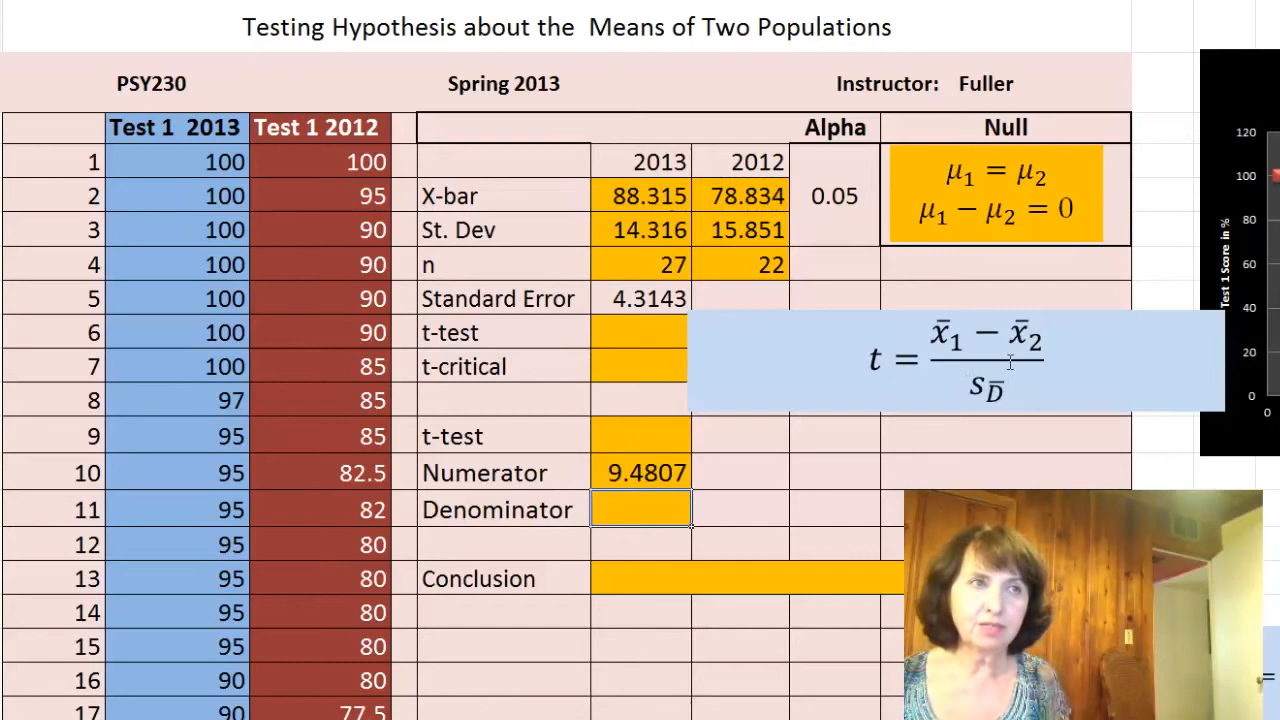 Testing Hypothesis about the Means of Two Populations
PSY230 Spring 2013 Instructor: Fuller
Test 1 2013 Test 1 2012 Alpha Null
1 100 100 2013 2012 μ₁ = μ₂
2 100 95 X-bar 88.315 78.834 0.05 μ₁ − μ₂ = 0
3 100 90 St. Dev 14.316 15.851
4 100 90 n 27 22
5 100 90 Standard Error 4.3143
6 100 90 t-test
7 100 85 t-critical
t = x̄₁ − x̄₂ / s_D̄
8 97 85
9 95 85 t-test
10 95 82.5 Numerator 9.4807
11 95 82 Denominator
12 95 80
13 95 80 Conclusion
14 95 80
15 95 80
16 90 80
17 90 77.5
Test 1 Score in %
120
100
80
60
40
20
0
0
=